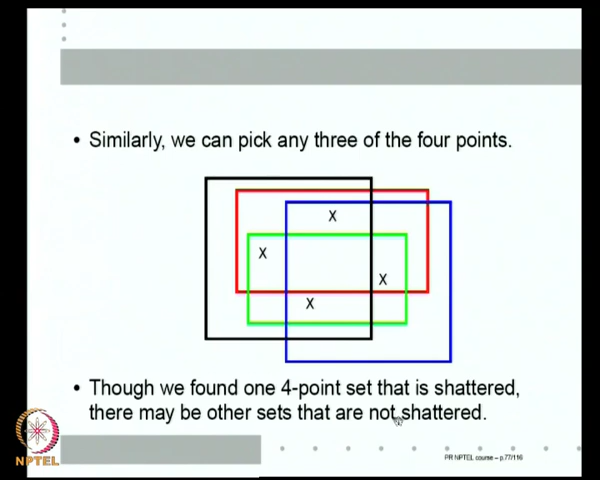 • Similarly, we can pick any three of the four points.
X
X
X
X
• Though we found one 4-point set that is shattered,
there may be other sets that are not shattered.
NPTEL
PR NPTEL course – p.77/116